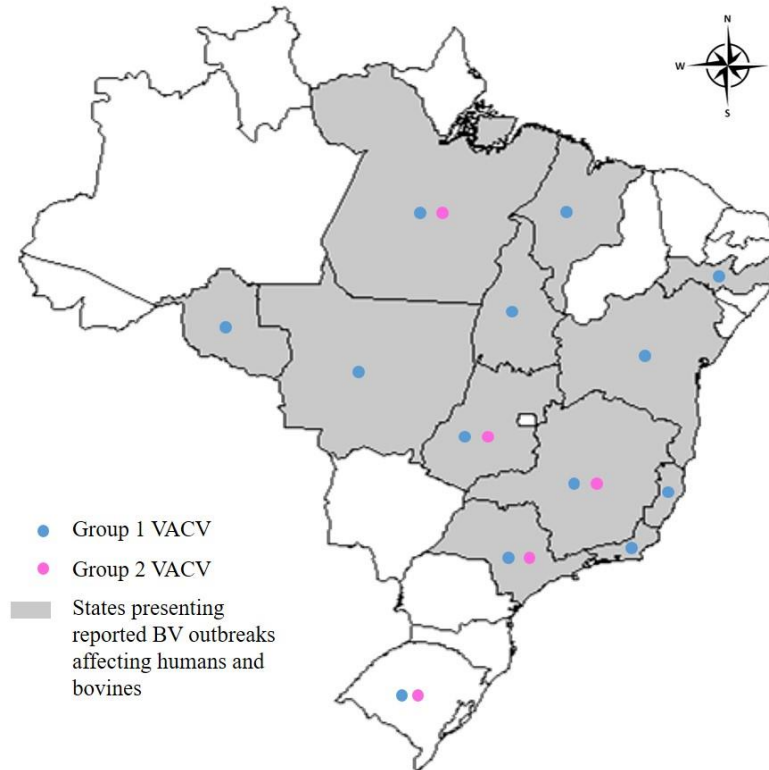 N
W
E
S
Group 1 VACV
Group 2 VACV
States presenting
reported BV outbreaks
affecting humans and
bovines